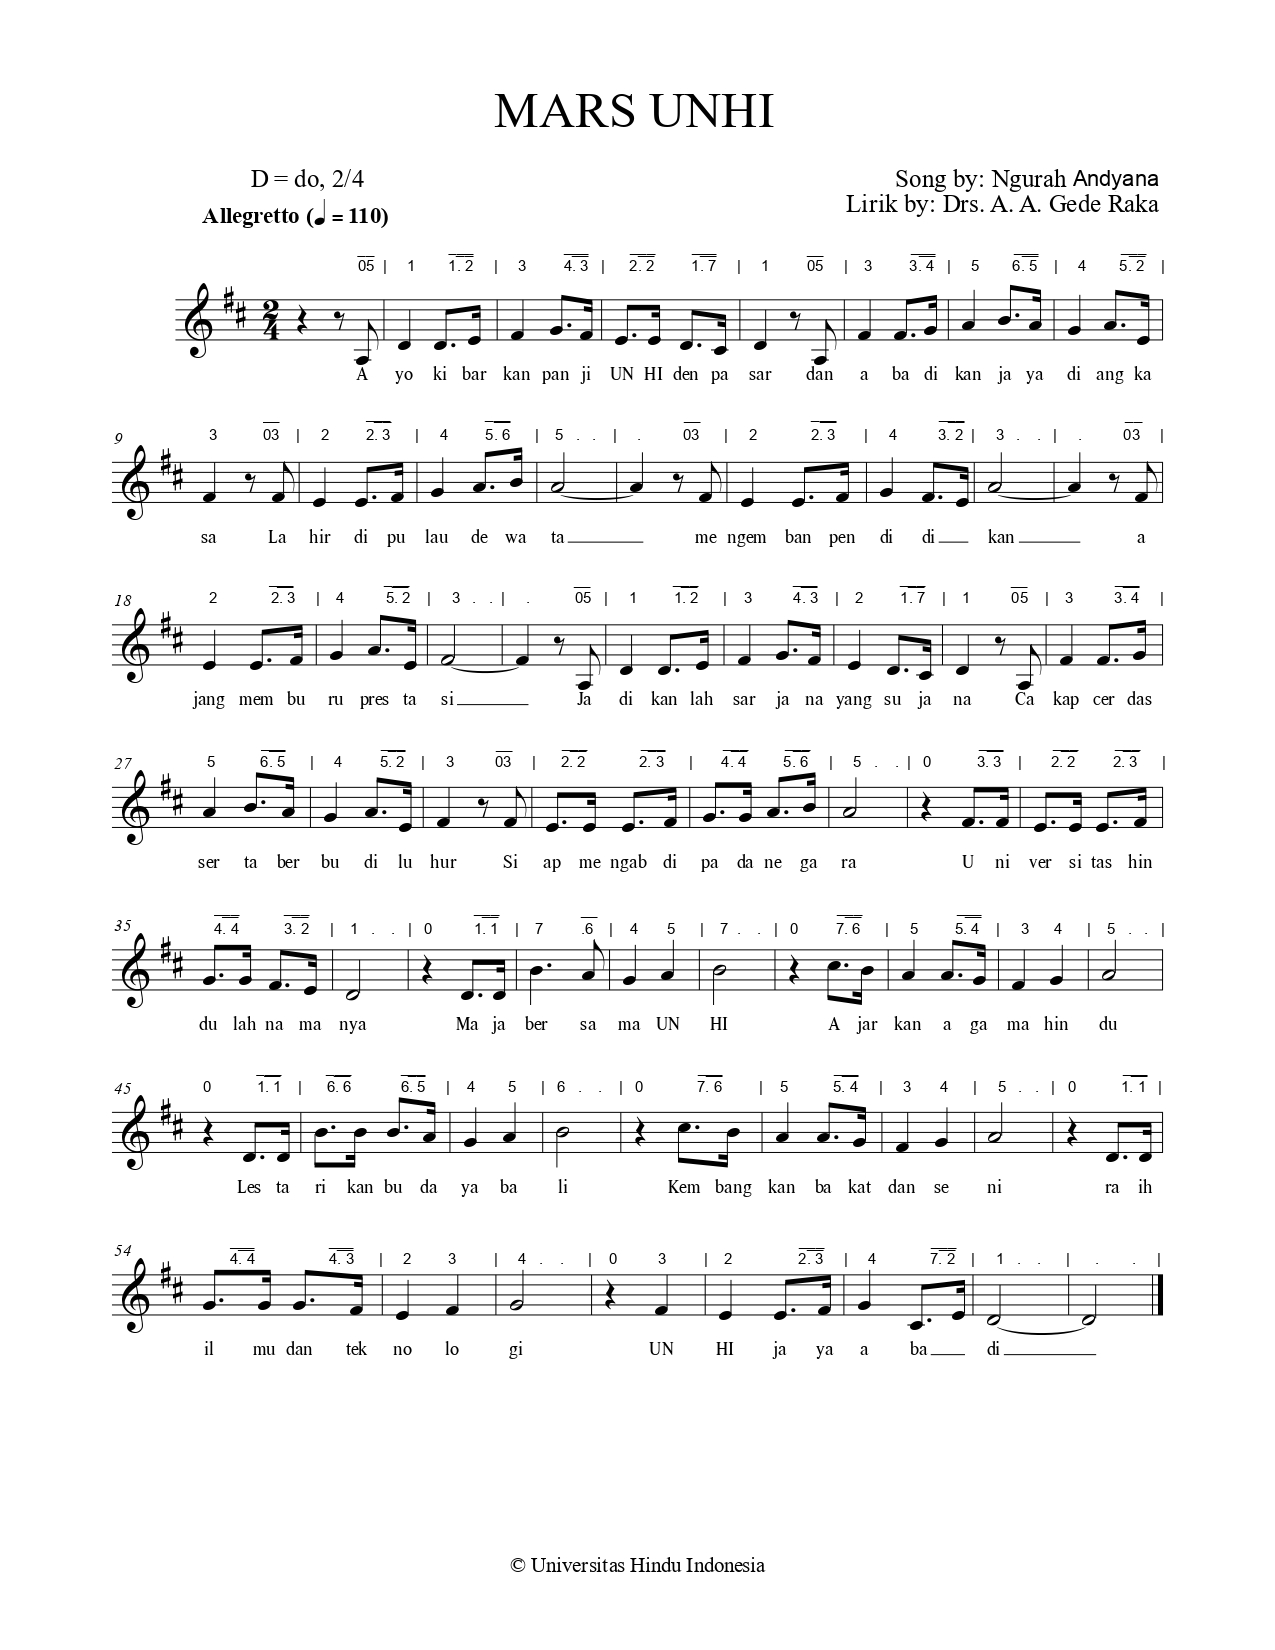 MARS UNHI
D = do, 2/4
Song by: Ngurah Andyana
Allegretto (♩ = 110)
Lirik by: Drs. A. A. Gede Raka
05 | 1 1. 2 | 3 4. 3 | 2. 2 1. 7 | 1 05 | 3 3. 4 | 5 6. 5 | 4 5. 2 |
2/4
A yo ki bar kan pan ji UN HI den pa sar dan a ba di kan ja ya di ang ka
9 3 03 | 2 2. 3 | 4 5. 6 | 5 . . | . 03 | 2 2. 3 | 4 3. 2 | 3 . . | . 03 |
sa La hir di pu lau de wa ta me ngem ban pen di di kan a
18 2 2. 3 | 4 5. 2 | 3 . . | . 05 | 1 1. 2 | 3 4. 3 | 2 1. 7 | 1 05 | 3 3. 4 |
jang mem bu ru pres ta si Ja di kan lah sar ja na yang su ja na Ca kap cer das
27 5 6. 5 | 4 5. 2 | 3 03 | 2. 2 2. 3 | 4. 4 5. 6 | 5 . . | 0 3. 3 | 2. 2 2. 3 |
ser ta ber bu di lu hur Si ap me ngab di pa da ne ga ra U ni ver si tas hin
35 4. 4 3. 2 | 1 . . | 0 1. 1 | 7 .6 | 4 5 | 7 . . | 0 7. 6 | 5 5. 4 | 3 4 | 5 . . |
du lah na ma nya Ma ja ber sa ma UN HI A jar kan a ga ma hin du
45 0 1. 1 | 6. 6 6. 5 | 4 5 | 6 . . | 0 7. 6 | 5 5. 4 | 3 4 | 5 . . | 0 1. 1 |
Les ta ri kan bu da ya ba li Kem bang kan ba kat dan se ni ra ih
54 4. 4 4. 3 | 2 3 | 4 . . | 0 3 | 2 2. 3 | 4 7. 2 | 1 . . | . . |
il mu dan tek no lo gi UN HI ja ya a ba di
© Universitas Hindu Indonesia